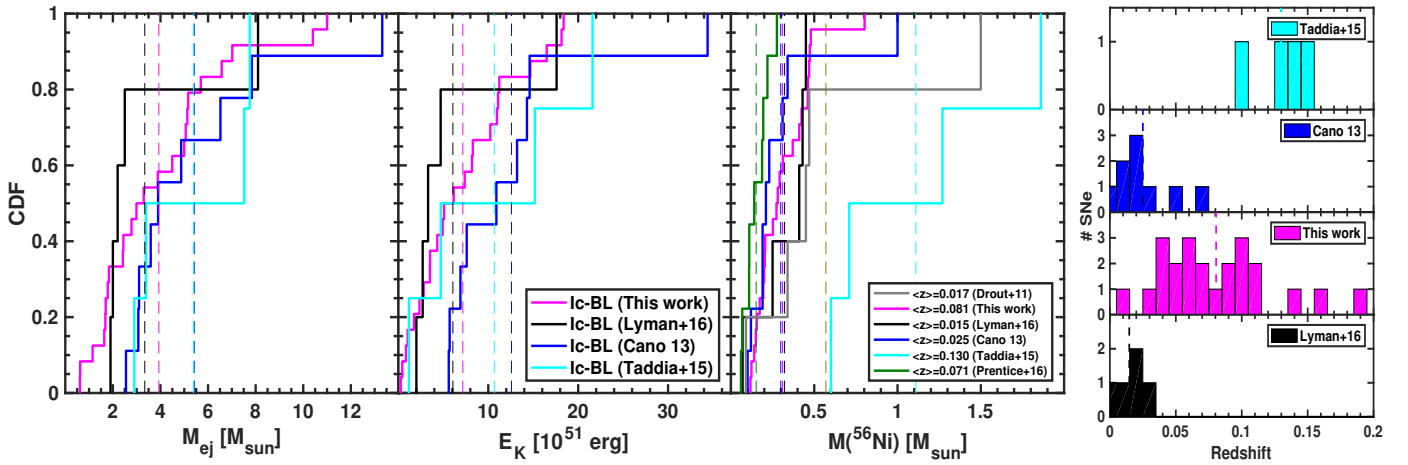 CDF
1
0.8
0.6
0.4
0.2
0
2 4 6 8 10 12
M_ej [M_sun]
Ic-BL (This work)
Ic-BL (Lyman+16)
Ic-BL (Cano 13)
Ic-BL (Taddia+15)
10 20 30
E_K [10^51 erg]
<z>=0.017 (Drout+11)
<z>=0.081 (This work)
<z>=0.015 (Lyman+16)
<z>=0.025 (Cano 13)
<z>=0.130 (Taddia+15)
<z>=0.071 (Prentice+16)
0.5 1 1.5
M(^56Ni) [M_sun]
# SNe
Taddia+15
1
0
Cano 13
3
2
1
0
This work
3
2
1
0
Lyman+16
2
1
0
0 0.05 0.1 0.15 0.2
Redshift